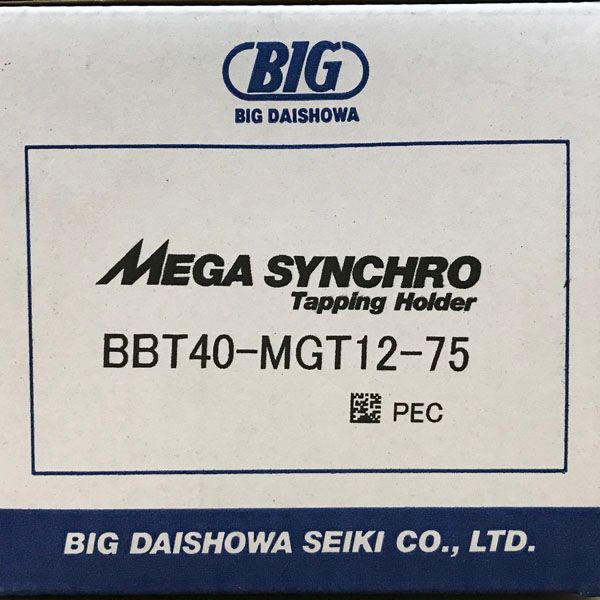 BIG
BIG DAISHOWA
MEGA SYNCHRO
Tapping Holder
BBT40-MGT12-75
PEC
BIG DAISHOWA SEIKI CO., LTD.